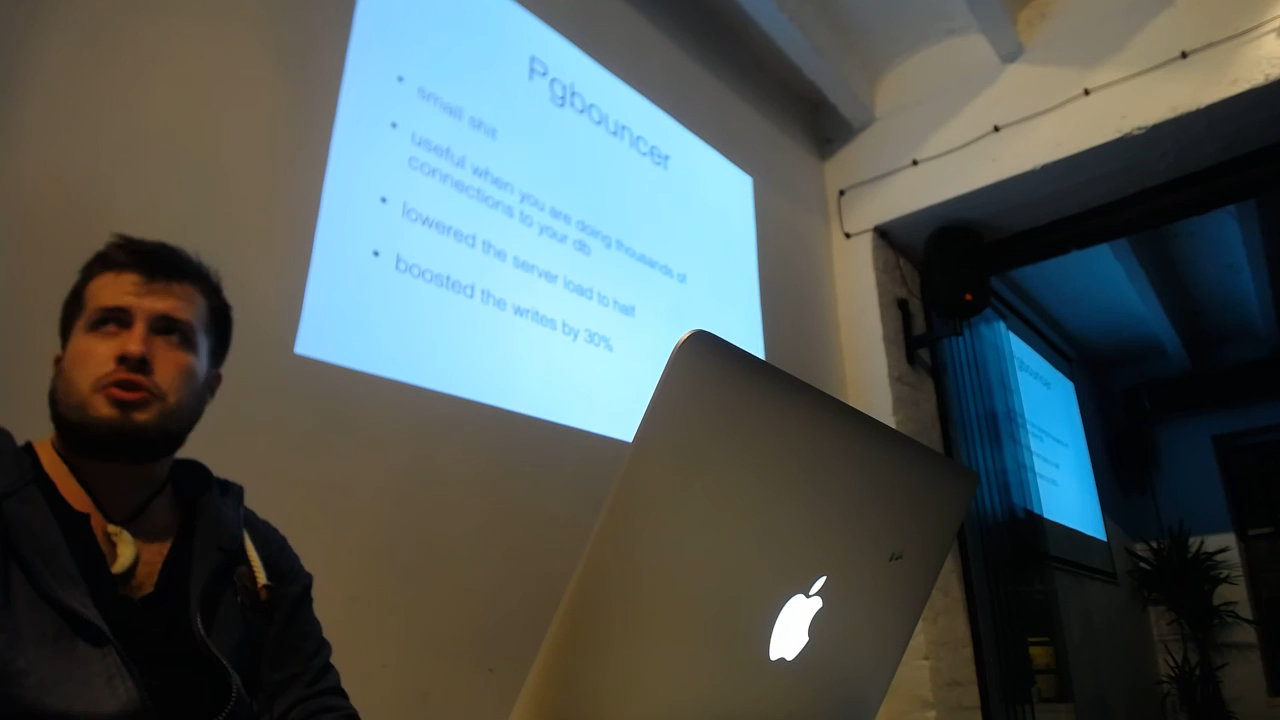 Pgbouncer
• small shit
• useful when you are doing thousands of
connections to your db
• lowered the server load to half
• boosted the writes by 30%
Pgbouncer